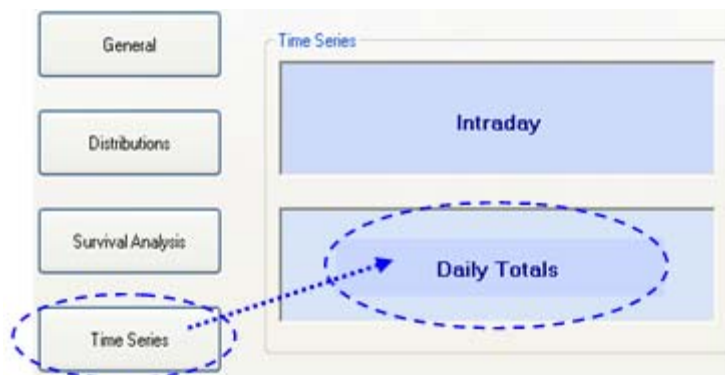 General
Distributions
Survival Analysis
Time Series
Time Series
Intraday
Daily Totals